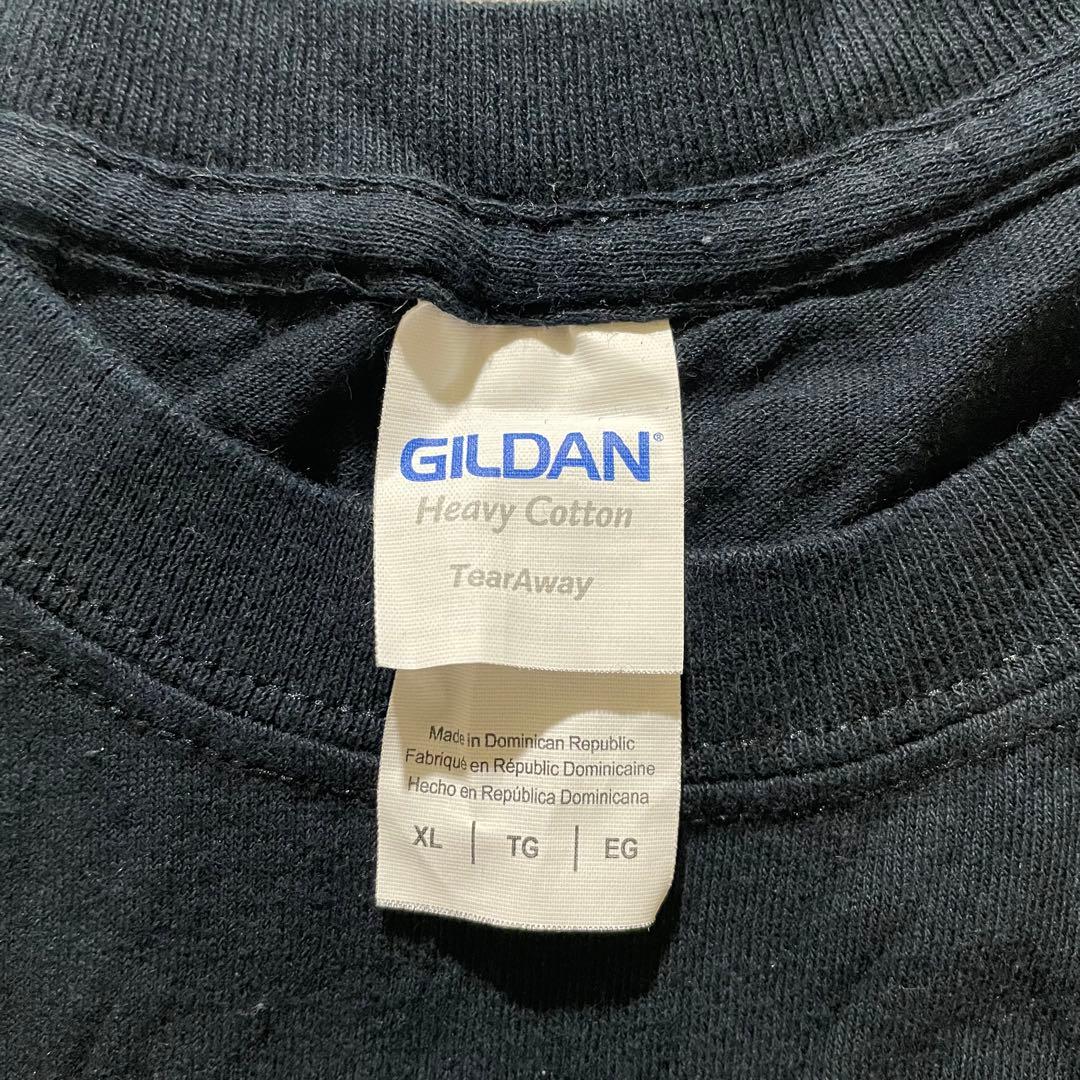 GILDAN®
Heavy Cotton
TearAway
Made in Dominican Republic
Fabriqué en Républic Dominicaine
Hecho en República Dominicana
XL | TG | EG